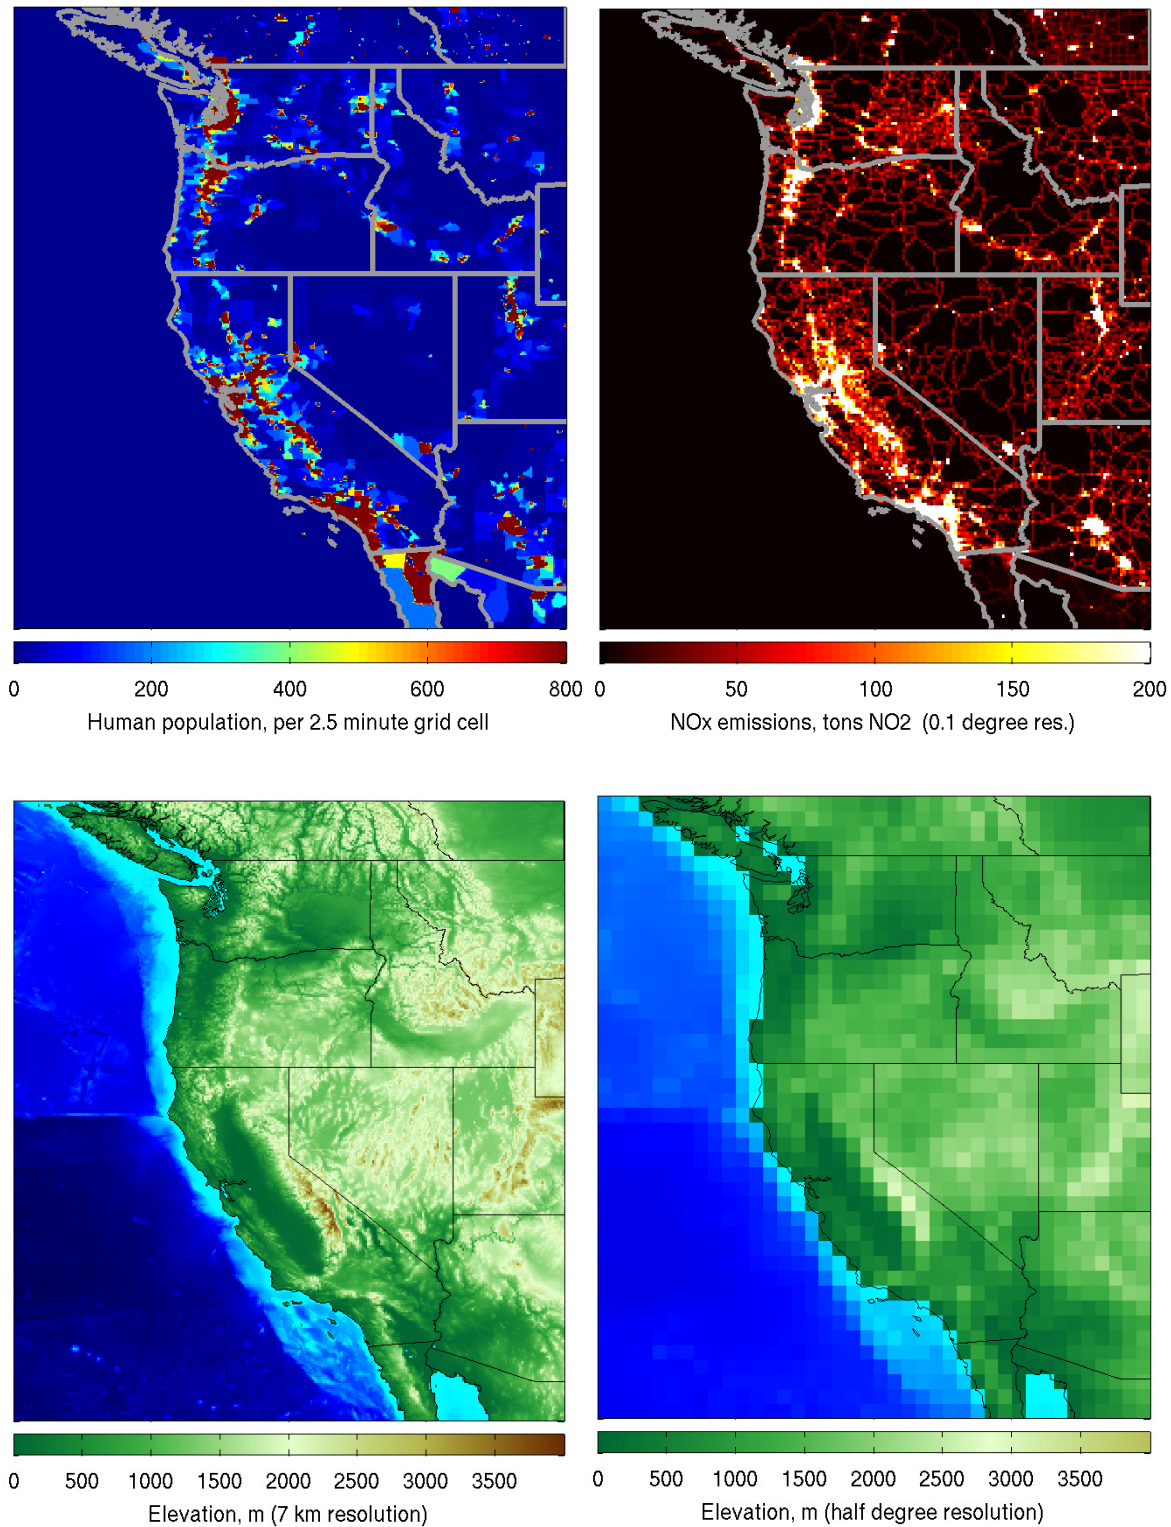 0 200 400 600 800
Human population, per 2.5 minute grid cell
0 50 100 150 200
NOx emissions, tons NO2 (0.1 degree res.)
0 500 1000 1500 2000 2500 3000 3500
Elevation, m (7 km resolution)
0 500 1000 1500 2000 2500 3000 3500
Elevation, m (half degree resolution)